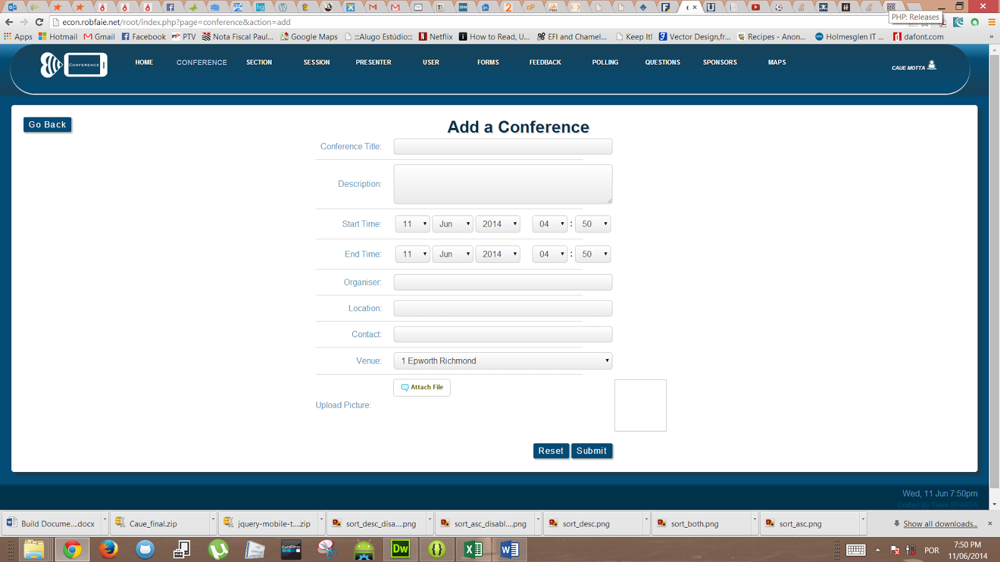 econ.robfaie.net/root/index.php?page=conference&action=add
PHP: Releases
Apps Hotmail Gmail Facebook PTV Nota Fiscal Paul... Google Maps :::Alugo Estúdio::: Netflix How to Read, U... EFI and Chamel... Keep It! Vector Design,fr... Recipes - Anon... Holmesglen IT ... dafont.com »
CONFERENCE
HOME CONFERENCE SECTION SESSION PRESENTER USER FORMS FEEDBACK POLLING QUESTIONS SPONSORS MAPS
CAUE MOTTA
Go Back
Add a Conference
Conference Title:
Description:
Start Time: 11 Jun 2014 04 : 50
End Time: 11 Jun 2014 04 : 50
Organiser:
Location:
Contact:
Venue: 1 Epworth Richmond
Attach File
Upload Picture:
Reset Submit
Wed, 11 Jun 7:50pm
Crafted By Team SPARTA
Build Docume....docx Caue_final.zip jquery-mobile-t....zip sort_desc_disa....png sort_asc_disabl....png sort_desc.png sort_both.png sort_asc.png Show all downloads...
Dw
GoPro
POR
7:50 PM
11/06/2014